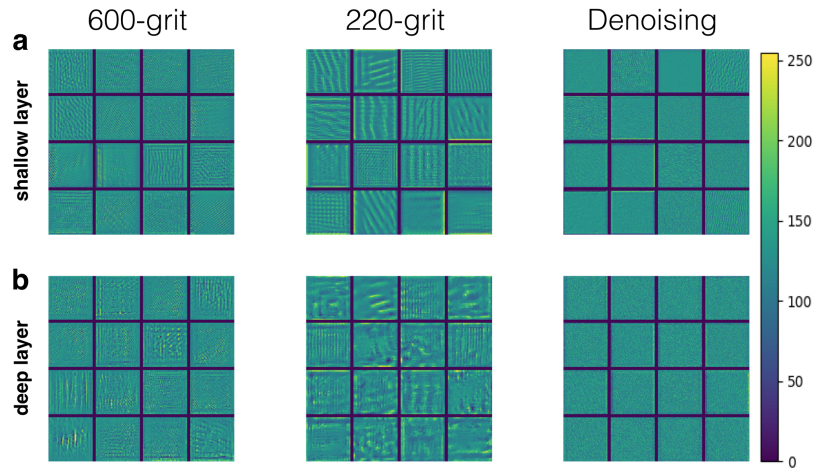 600-grit 220-grit Denoising
a
shallow layer
b
deep layer
250
200
150
100
50
0